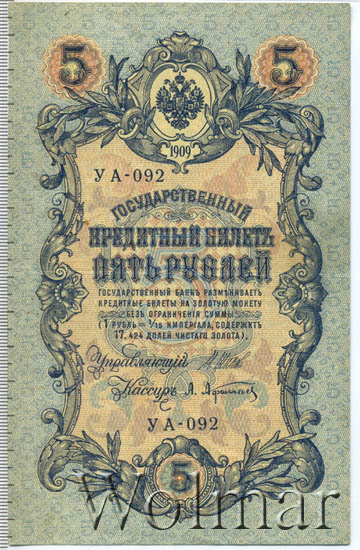 5 5
1909
УА-092
ГОСУДАРСТВЕННЫЙ
КРЕДИТНЫЙ БИЛЕТЪ
ПЯТЬ РУБЛЕЙ
ГОСУДАРСТВЕННЫЙ БАНКЪ РАЗМѢНИВАЕТЪ
КРЕДИТНЫЕ БИЛЕТЫ НА ЗОЛОТУЮ МОНЕТУ
БЕЗЪ ОГРАНИЧЕНІЯ СУММЫ
(1 РУБЛЬ = 1/15 ИМПЕРІАЛА, СОДЕРЖИТЪ
17,424 ДОЛЕЙ ЧИСТАГО ЗОЛОТА).
Управляющій
Кассиръ А. Афанасьев
УА-092
5
Wolmar